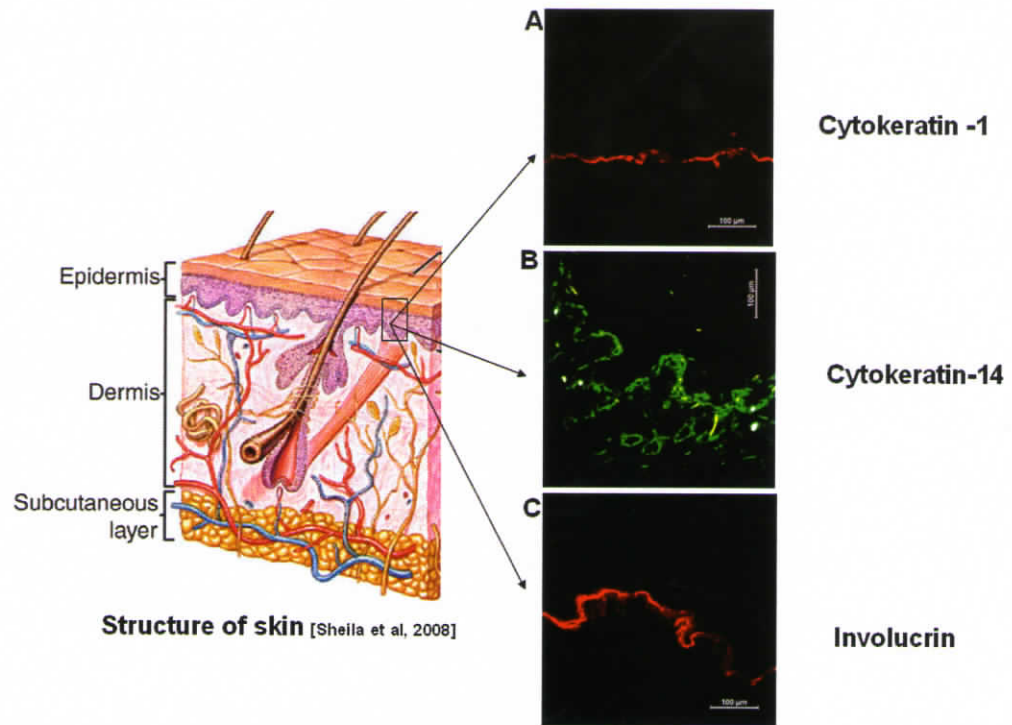 A
Cytokeratin -1
100 µm
Epidermis
B
100 µm
Dermis
Cytokeratin-14
Subcutaneous
layer
C
Structure of skin [Sheila et al, 2008]
Involucrin
100 µm